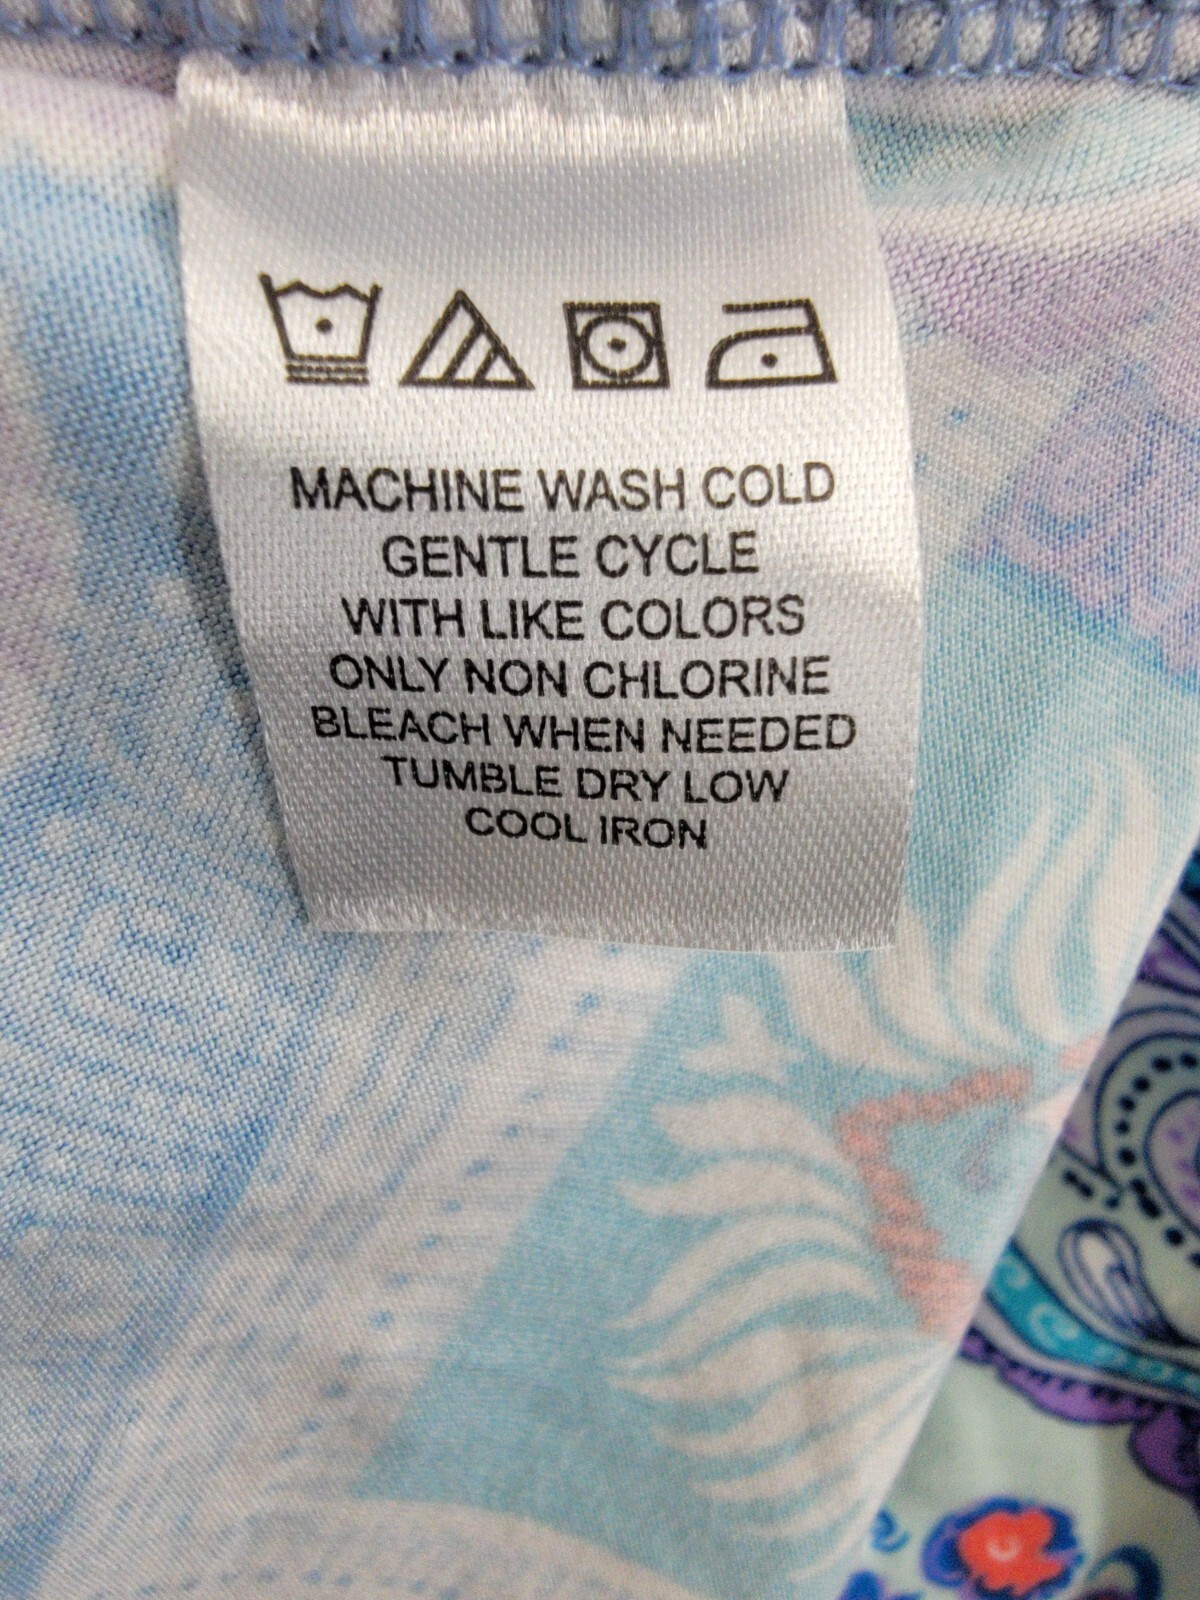 MACHINE WASH COLD
GENTLE CYCLE
WITH LIKE COLORS
ONLY NON CHLORINE
BLEACH WHEN NEEDED
TUMBLE DRY LOW
COOL IRON